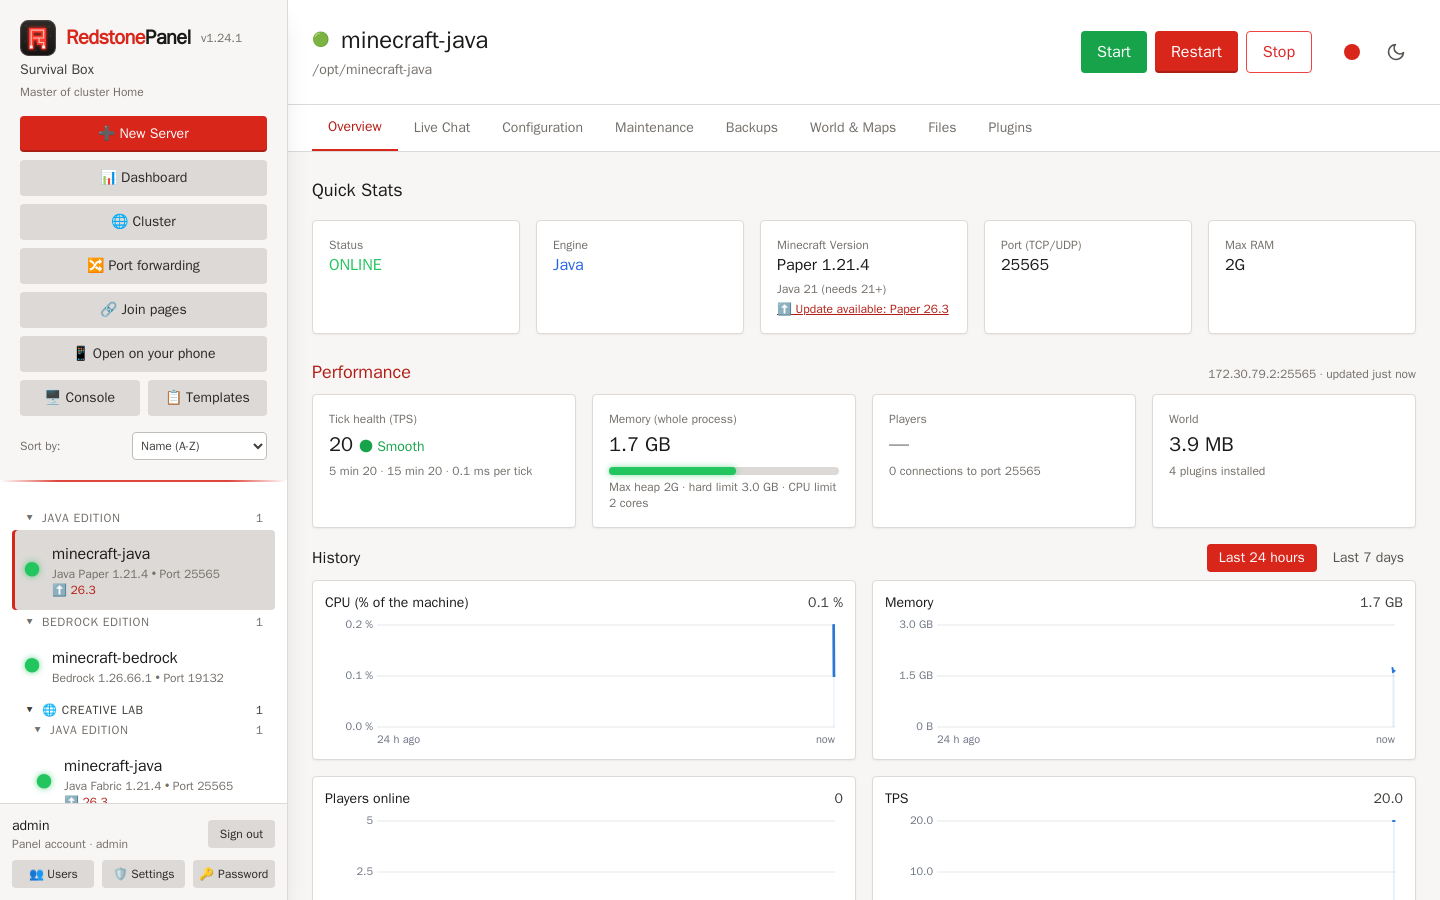 RedstonePanel v1.24.1
Survival Box
Master of cluster Home
➕ New Server
📊 Dashboard
🌐 Cluster
🔀 Port forwarding
🔗 Join pages
📱 Open on your phone
🖥️ Console
📋 Templates
Sort by:
Name (A-Z)
▼ JAVA EDITION 1
minecraft-java
Java Paper 1.21.4 • Port 25565
⬆️ 26.3
▼ BEDROCK EDITION 1
minecraft-bedrock
Bedrock 1.26.66.1 • Port 19132
▼ 🌐 CREATIVE LAB 1
▼ JAVA EDITION 1
minecraft-java
Java Fabric 1.21.4 • Port 25565
⬆️ 26.3
admin
Panel account · admin
Sign out
👥 Users
🛡️ Settings
🔑 Password
minecraft-java
/opt/minecraft-java
Start
Restart
Stop
Overview
Live Chat
Configuration
Maintenance
Backups
World & Maps
Files
Plugins
Quick Stats
Status
ONLINE
Engine
Java
Minecraft Version
Paper 1.21.4
Java 21 (needs 21+)
⬆️ Update available: Paper 26.3
Port (TCP/UDP)
25565
Max RAM
2G
Performance
172.30.79.2:25565 · updated just now
Tick health (TPS)
20 Smooth
5 min 20 · 15 min 20 · 0.1 ms per tick
Memory (whole process)
1.7 GB
Max heap 2G · hard limit 3.0 GB · CPU limit
2 cores
Players
—
0 connections to port 25565
World
3.9 MB
4 plugins installed
History
Last 24 hours
Last 7 days
CPU (% of the machine) 0.1 %
0.2 %
0.1 %
0.0 %
24 h ago now
Memory 1.7 GB
3.0 GB
1.5 GB
0 B
24 h ago now
Players online 0
5
2.5
TPS 20.0
20.0
10.0